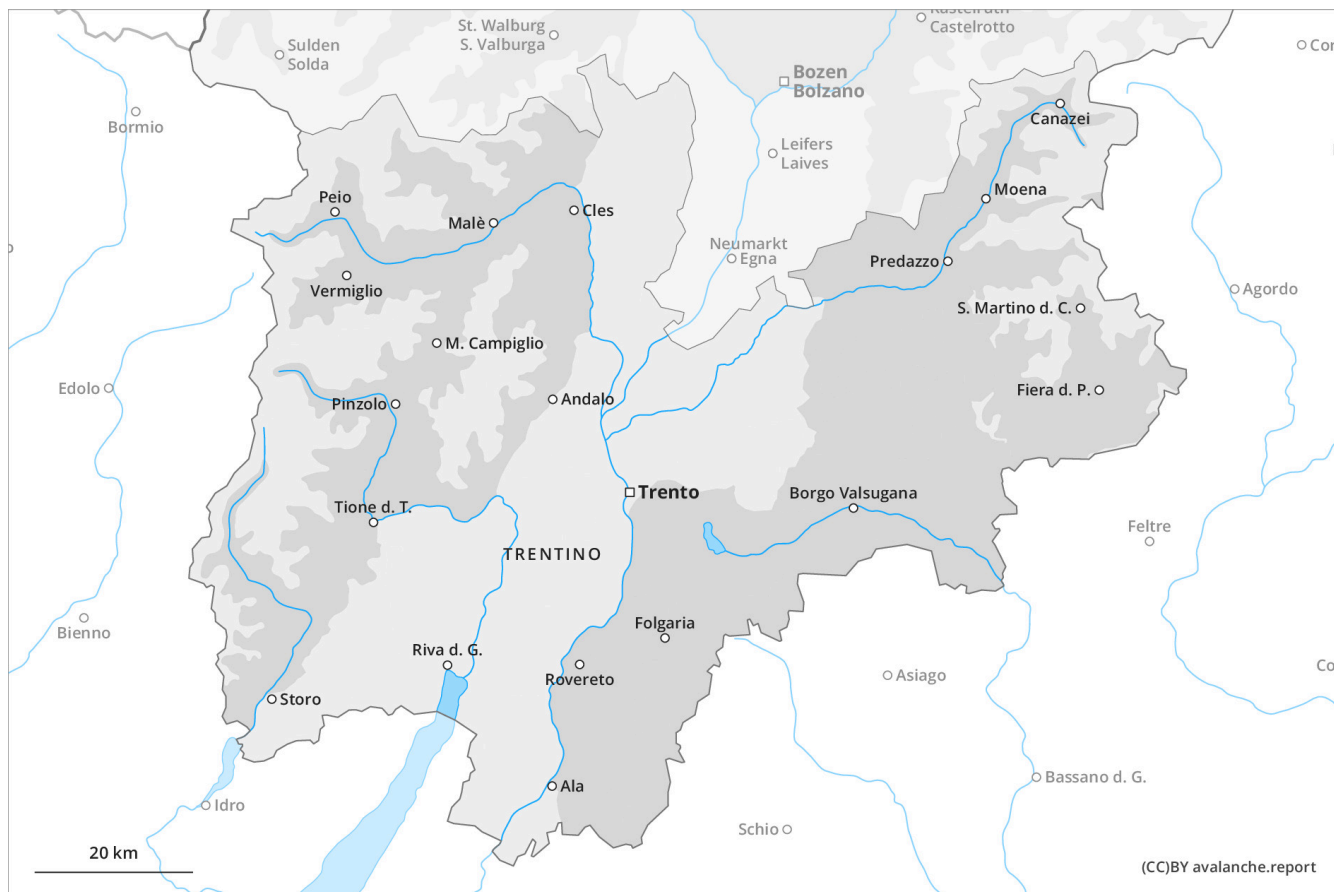 Kastelruth
Castelrotto
St. Walburg
S. Valburga
Sulden
Solda
Bozen
Bolzano
Bormio
Canazei
Leifers
Laives
Peio
Moena
Malè
Cles
Neumarkt
Egna
Predazzo
Vermiglio
Agordo
S. Martino d. C.
M. Campiglio
Edolo
Fiera d. P.
Andalo
Pinzolo
Trento
Borgo Valsugana
Tione d. T.
Feltre
TRENTINO
Bienno
Folgaria
Riva d. G.
Rovereto
Asiago
Storo
Ala
Bassano d. G.
Idro
Schio
20 km
(CC)BY avalanche.report